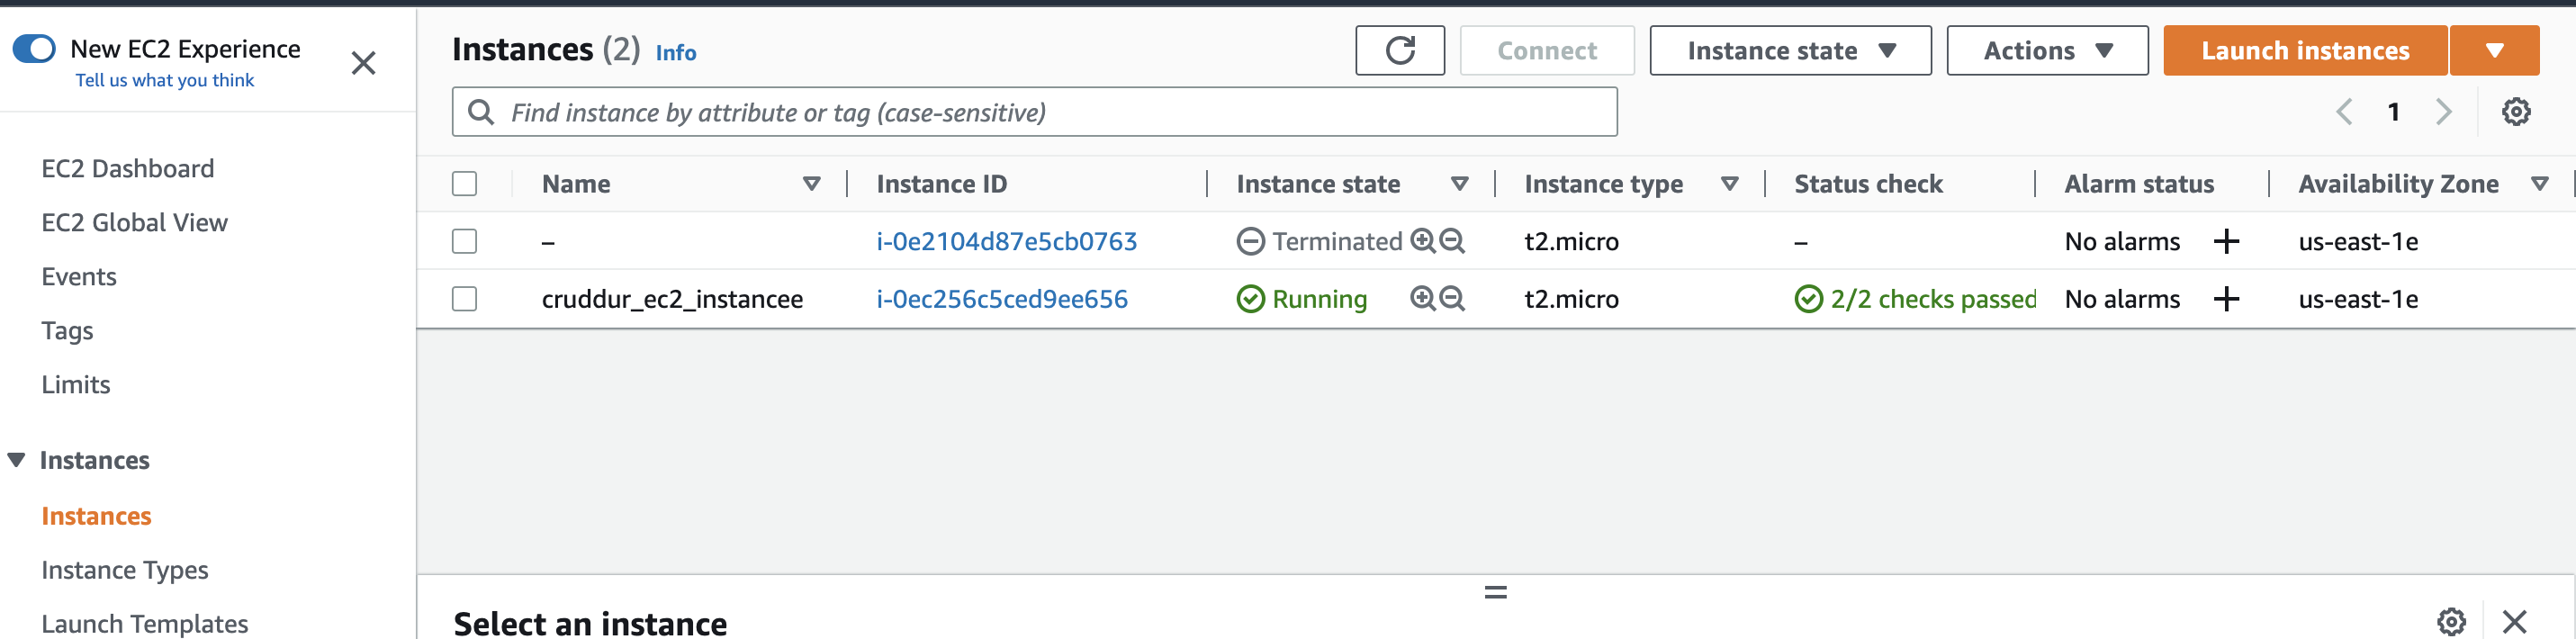 New EC2 Experience
Tell us what you think
EC2 Dashboard
EC2 Global View
Events
Tags
Limits
Instances
Instances
Instance Types
Launch Templates
Instances (2) Info
Connect
Instance state
Actions
Launch instances
Find instance by attribute or tag (case-sensitive)
1
Name Instance ID Instance state Instance type Status check Alarm status Availability Zone
– i-0e2104d87e5cb0763 Terminated t2.micro – No alarms + us-east-1e
cruddur_ec2_instancee i-0ec256c5ced9ee656 Running t2.micro 2/2 checks passed No alarms + us-east-1e
Select an instance